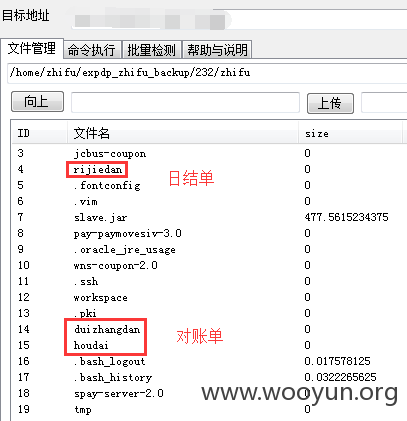 目标地址
文件管理 命令执行 批量检测 帮助与说明
/home/zhifu/expdp_zhifu_backup/232/zhifu
向上 上传
ID 文件名 size
3 jcbus-coupon 0
4 rijiedan 0 日结单
5 .fontconfig 0
6 .vim 0
7 slave.jar 477.5615234375
8 pay-paymovesiv-3.0 0
9 .oracle_jre_usage 0
10 wns-coupon-2.0 0
11 .ssh 0
12 workspace 0
13 .pki 0
14 duizhangdan 0 对账单
15 houdai 0
16 .bash_logout 0.017578125
17 .bash_history 0.0322265625
18 spay-server-2.0 0
19 tmp 0
www.wooyun.org